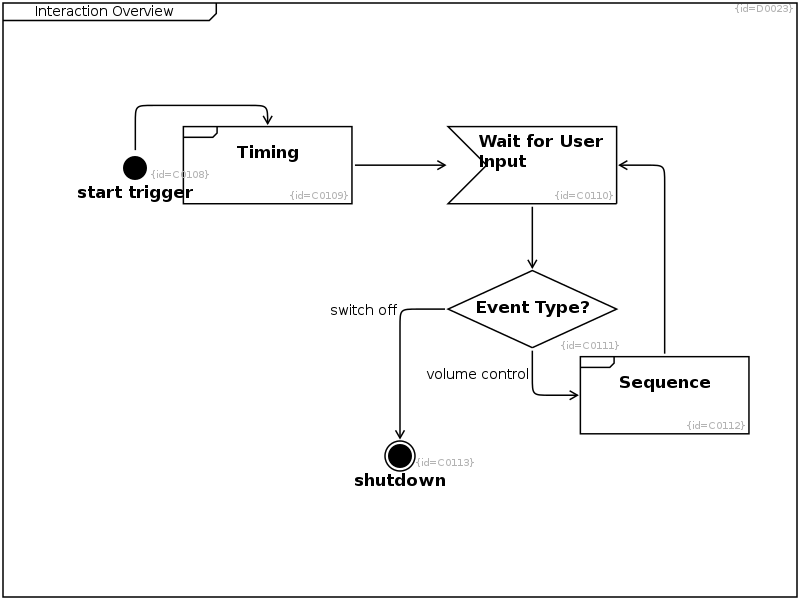 Interaction Overview
{id=D0023}
Timing
Wait for User
Input
{id=C0108}
start trigger
{id=C0109}
{id=C0110}
switch off
Event Type?
{id=C0111}
volume control
Sequence
{id=C0112}
{id=C0113}
shutdown